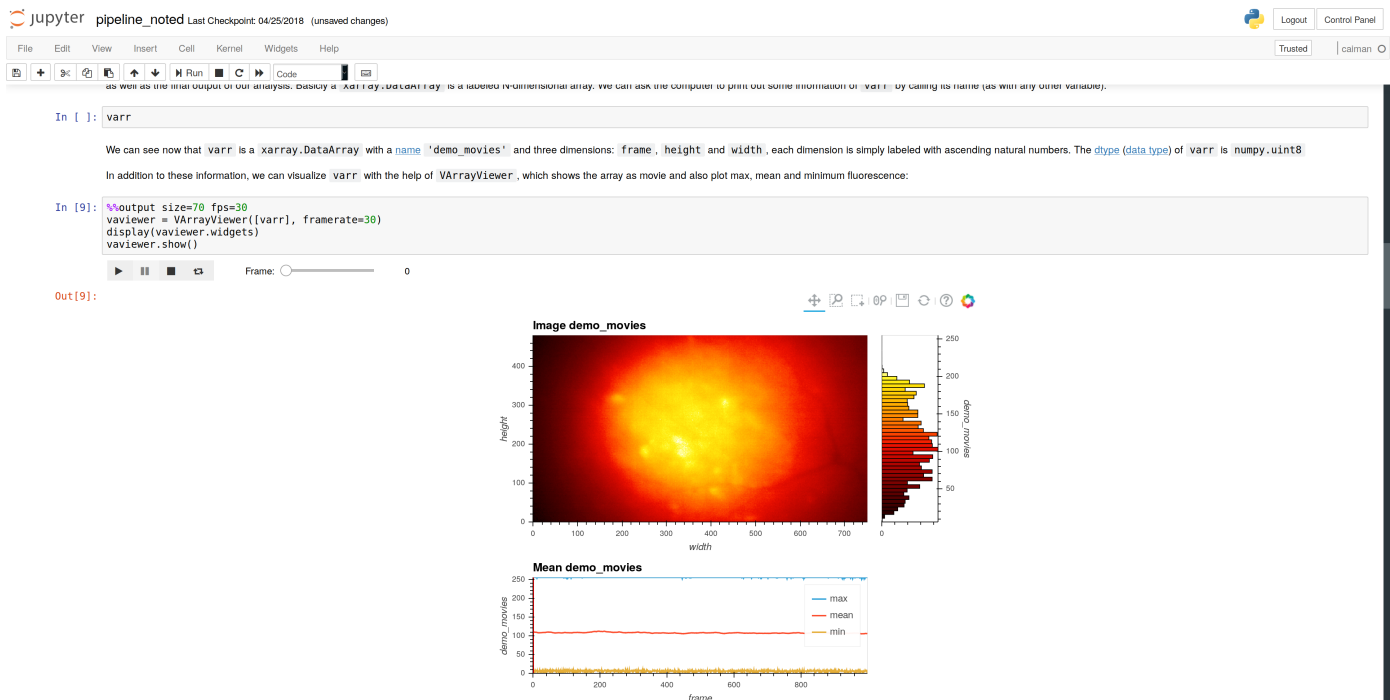 jupyter pipeline_noted Last Checkpoint: 04/25/2018 (unsaved changes)
Logout Control Panel
File Edit View Insert Cell Kernel Widgets Help
Trusted caiman
Run Code
as well as the final output of our analysis. Basicly a xarray.DataArray is a labeled N-dimensional array. We can ask the computer to print out some information of varr by calling its name (as with any other variable).
In [ ]: varr
We can see now that varr is a xarray.DataArray with a name 'demo_movies' and three dimensions: frame, height and width, each dimension is simply labeled with ascending natural numbers. The dtype (data type) of varr is numpy.uint8
In addition to these information, we can visualize varr with the help of VArrayViewer, which shows the array as movie and also plot max, mean and minimum fluorescence:
In [9]: %%output size=70 fps=30
vaviewer = VArrayViewer([varr], framerate=30)
display(vaviewer.widgets)
vaviewer.show()
Frame: 0
Out[9]:
Image demo_movies
400
300
200
100
0
height
0 100 200 300 400 500 600 700
width
250
200
150
100
50
0
demo_movies
Mean demo_movies
250
200
150
100
50
0
demo_movies
max
mean
min
0 200 400 600 800
frame